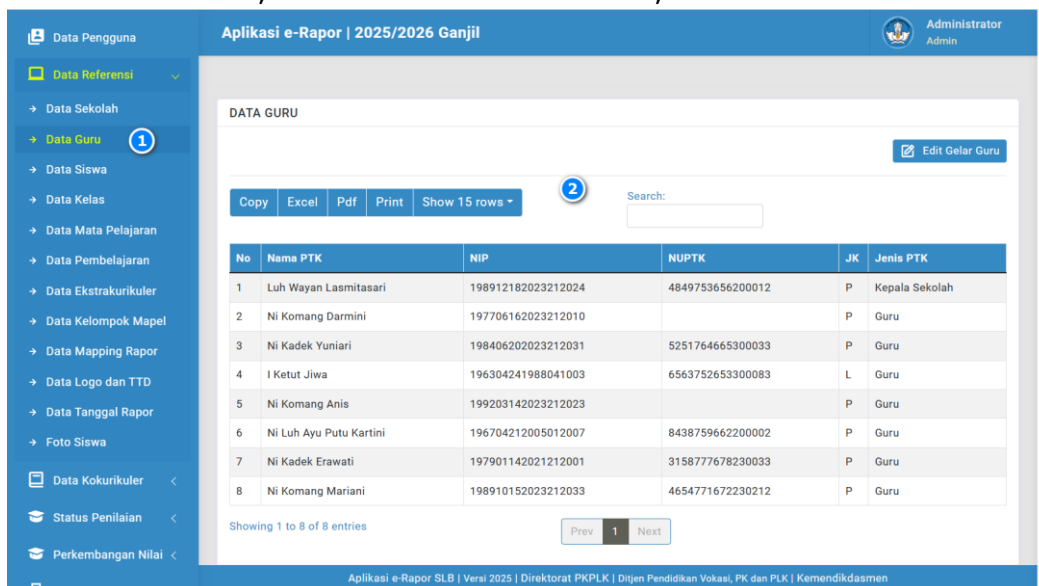 Data Pengguna
Aplikasi e-Rapor | 2025/2026 Ganjil
Administrator
Admin
Data Referensi
Data Sekolah
Data Guru 1
Data Siswa
Data Kelas
Data Mata Pelajaran
Data Pembelajaran
Data Ekstrakurikuler
Data Kelompok Mapel
Data Mapping Rapor
Data Logo dan TTD
Data Tanggal Rapor
Foto Siswa
Data Kokurikuler
Status Penilaian
Perkembangan Nilai
DATA GURU
Edit Gelar Guru
Copy Excel Pdf Print Show 15 rows
2
Search:
No Nama PTK NIP NUPTK JK Jenis PTK
1 Luh Wayan Lasmitasari 198912182023212024 4849753656200012 P Kepala Sekolah
2 Ni Komang Darmini 197706162023212010 P Guru
3 Ni Kadek Yuniari 198406202023212031 5251764665300033 P Guru
4 I Ketut Jiwa 196304241988041003 6563752653300083 L Guru
5 Ni Komang Anis 199203142023212023 P Guru
6 Ni Luh Ayu Putu Kartini 196704212005012007 8438759662200002 P Guru
7 Ni Kadek Erawati 197901142021212001 3158777678230033 P Guru
8 Ni Komang Mariani 198910152023212033 4654771672230212 P Guru
Showing 1 to 8 of 8 entries
Prev 1 Next
Aplikasi e-Rapor SLB | Versi 2025 | Direktorat PKPLK | Ditjen Pendidikan Vokasi, PK dan PLK | Kemendikdasmen